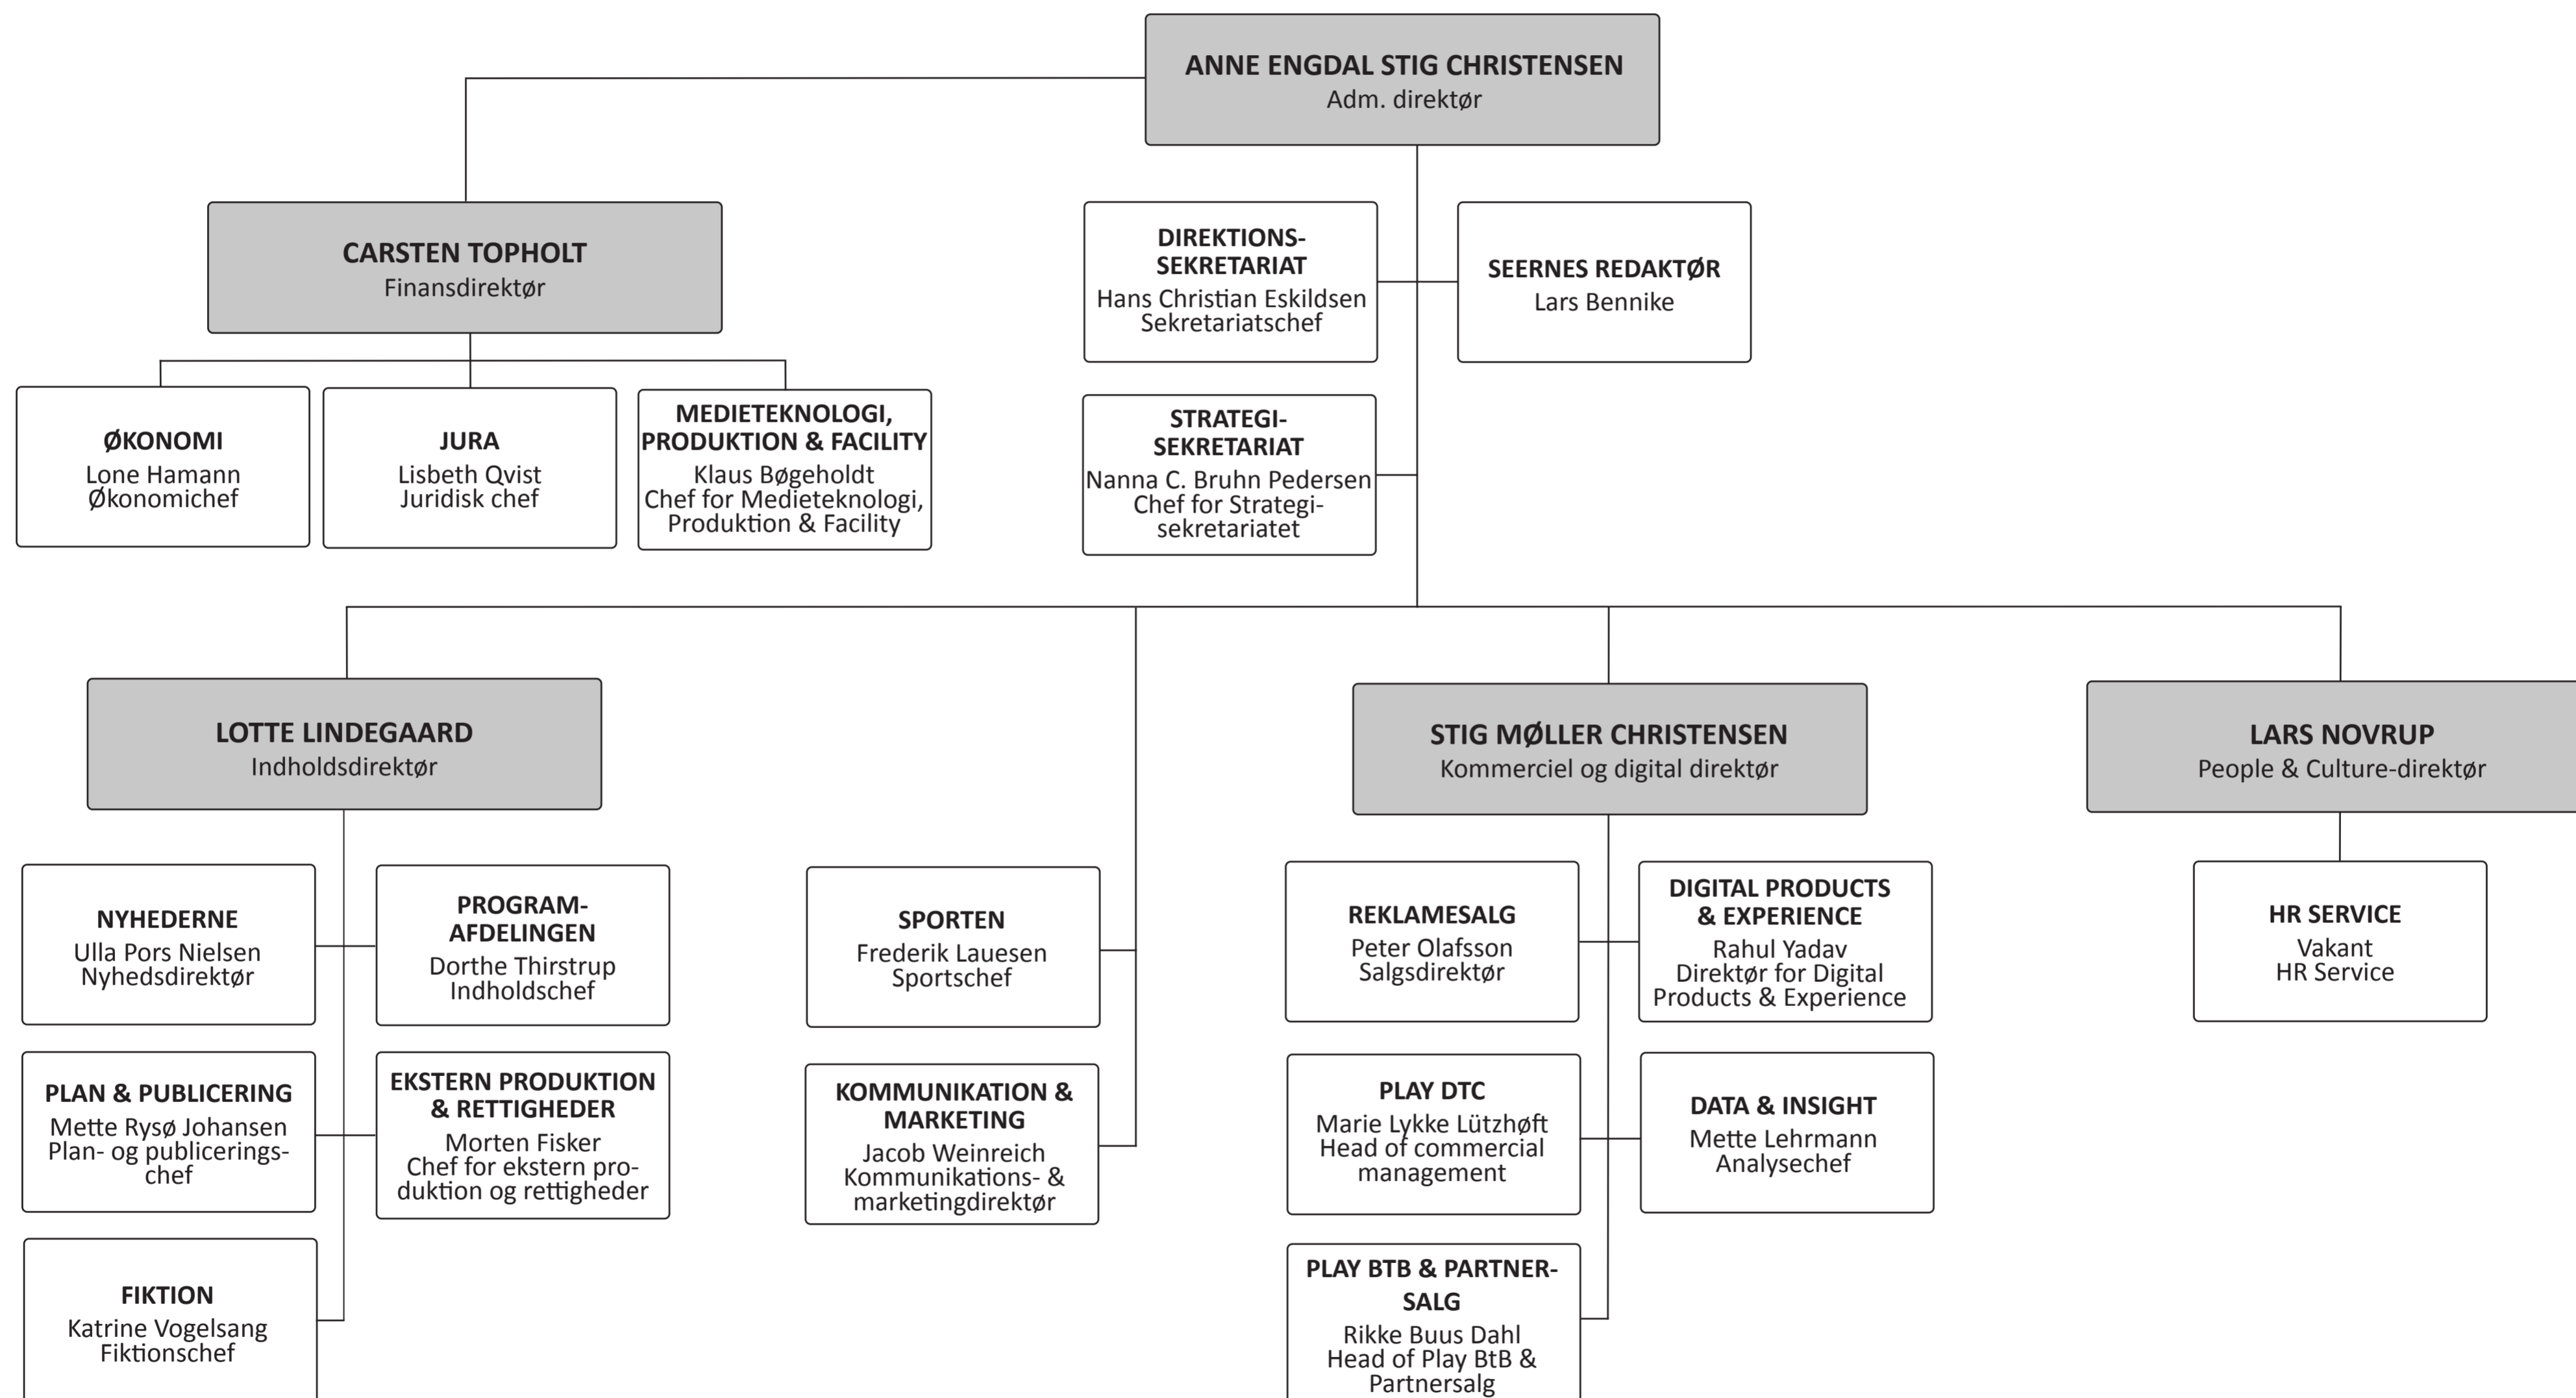 ANNE ENGDAL STIG CHRISTENSEN
Adm. direktør
CARSTEN TOPHOLT
Finansdirektør
DIREKTIONS-
SEKRETARIAT
Hans Christian Eskildsen
Sekretariatschef
SEERNES REDAKTØR
Lars Bennike
ØKONOMI
Lone Hamann
Økonomichef
JURA
Lisbeth Qvist
Juridisk chef
MEDIETEKNOLOGI,
PRODUKTION & FACILITY
Klaus Bøgeholdt
Chef for Medieteknologi,
Produktion & Facility
STRATEGI-
SEKRETARIAT
Nanna C. Bruhn Pedersen
Chef for Strategi-
sekretariatet
LOTTE LINDEGAARD
Indholdsdirektør
STIG MØLLER CHRISTENSEN
Kommerciel og digital direktør
LARS NOVRUP
People & Culture-direktør
NYHEDERNE
Ulla Pors Nielsen
Nyhedsdirektør
PROGRAM-
AFDELINGEN
Dorthe Thirstrup
Indholdschef
SPORTEN
Frederik Lauesen
Sportschef
REKLAMESALG
Peter Olafsson
Salgsdirektør
DIGITAL PRODUCTS
& EXPERIENCE
Rahul Yadav
Direktør for Digital
Products & Experience
HR SERVICE
Vakant
HR Service
PLAN & PUBLICERING
Mette Rysø Johansen
Plan- og publicerings-
chef
EKSTERN PRODUKTION
& RETTIGHEDER
Morten Fisker
Chef for ekstern pro-
duktion og rettigheder
KOMMUNIKATION &
MARKETING
Jacob Weinreich
Kommunikations- &
marketingdirektør
PLAY DTC
Marie Lykke Lützhøft
Head of commercial
management
DATA & INSIGHT
Mette Lehrmann
Analysechef
FIKTION
Katrine Vogelsang
Fiktionschef
PLAY BTB & PARTNER-
SALG
Rikke Buus Dahl
Head of Play BtB &
Partnersalg